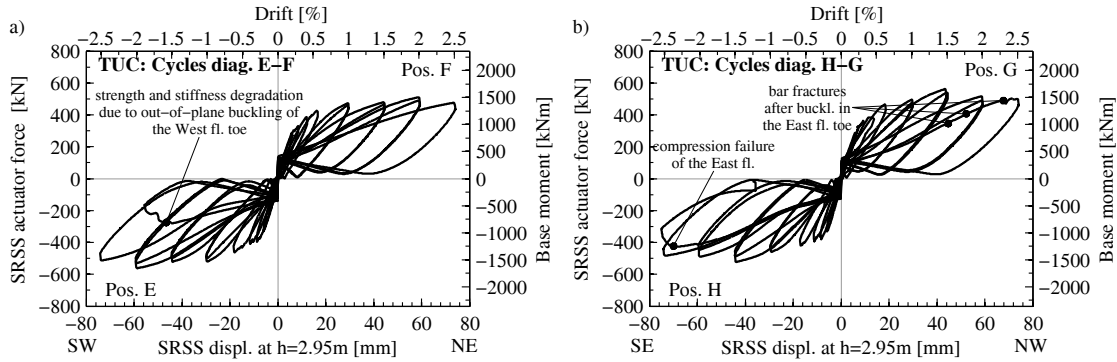 a)
Drift [%]
−2.5 −2 −1.5 −1 −0.5 0 0.5 1 1.5 2 2.5
TUC: Cycles diag. E−F
Pos. F
strength and stiffness degradation
due to out−of−plane buckling of
the West fl. toe
Pos. E
800
600
400
200
0
−200
−400
−600
−800
SRSS actuator force [kN]
2000
1500
1000
500
0
−500
−1000
−1500
−2000
Base moment [kNm]
−80 −60 −40 −20 0 20 40 60 80
SW SRSS displ. at h=2.95m [mm] NE
b)
Drift [%]
−2.5 −2 −1.5 −1 −0.5 0 0.5 1 1.5 2 2.5
TUC: Cycles diag. H−G
Pos. G
bar fractures
after buckl. in
the East fl. toe
compression failure
of the East fl.
Pos. H
800
600
400
200
0
−200
−400
−600
−800
SRSS actuator force [kN]
2000
1500
1000
500
0
−500
−1000
−1500
−2000
Base moment [kNm]
−80 −60 −40 −20 0 20 40 60 80
SE SRSS displ. at h=2.95m [mm] NW